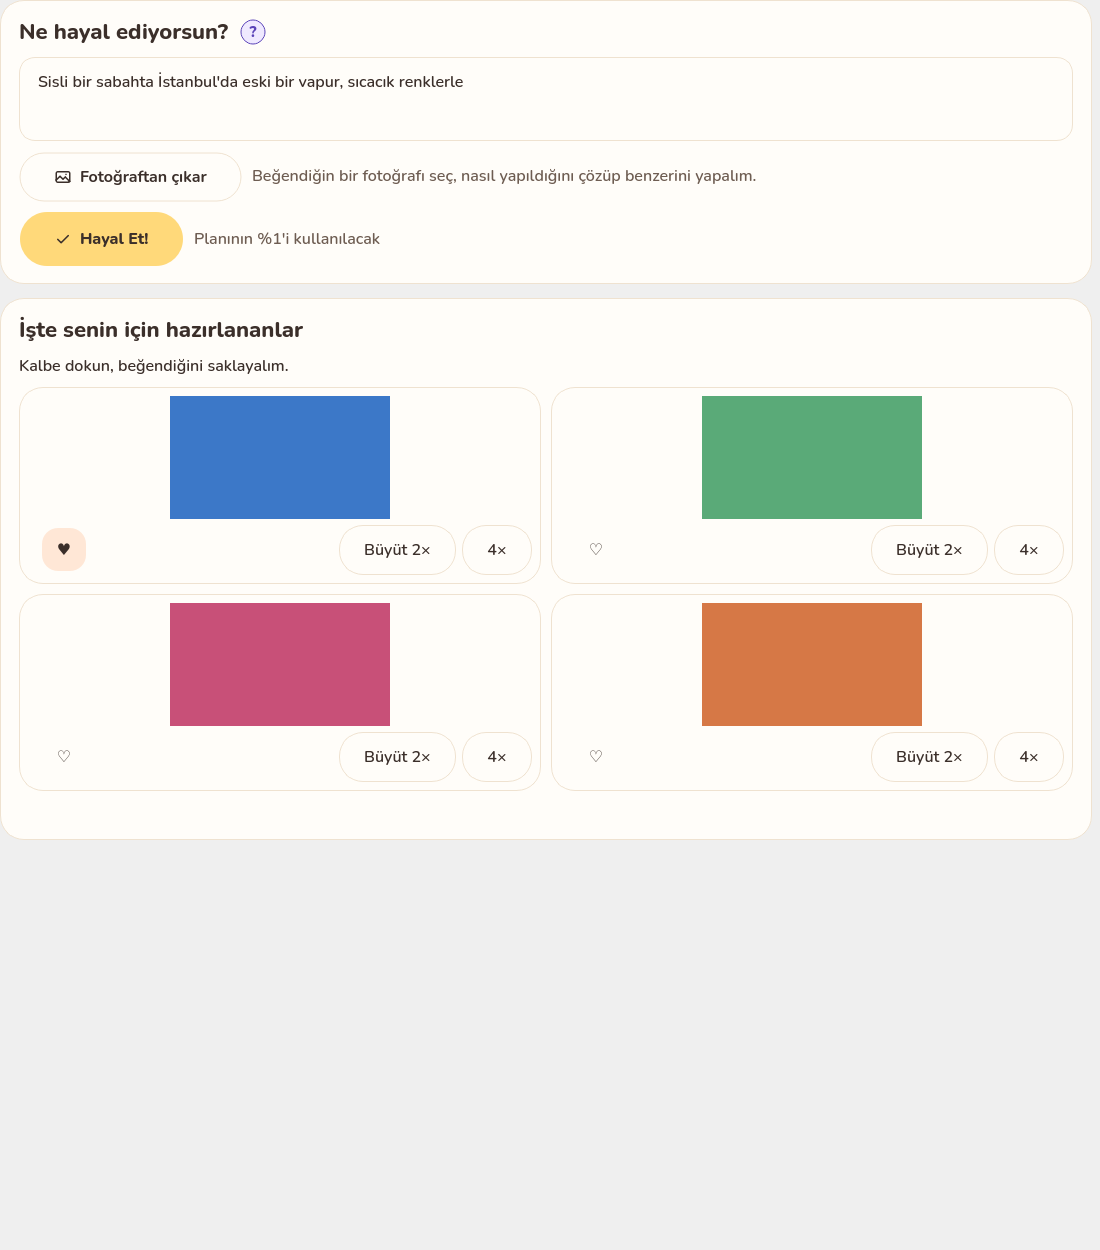 Ne hayal ediyorsun? ?
Sisli bir sabahta İstanbul'da eski bir vapur, sıcacık renklerle
Fotoğraftan çıkar Beğendiğin bir fotoğrafı seç, nasıl yapıldığını çözüp benzerini yapalım.
Hayal Et! Planının %1'i kullanılacak
İşte senin için hazırlananlar
Kalbe dokun, beğendiğini saklayalım.
♥ Büyüt 2× 4× ♡ Büyüt 2× 4×
♡ Büyüt 2× 4× ♡ Büyüt 2× 4×